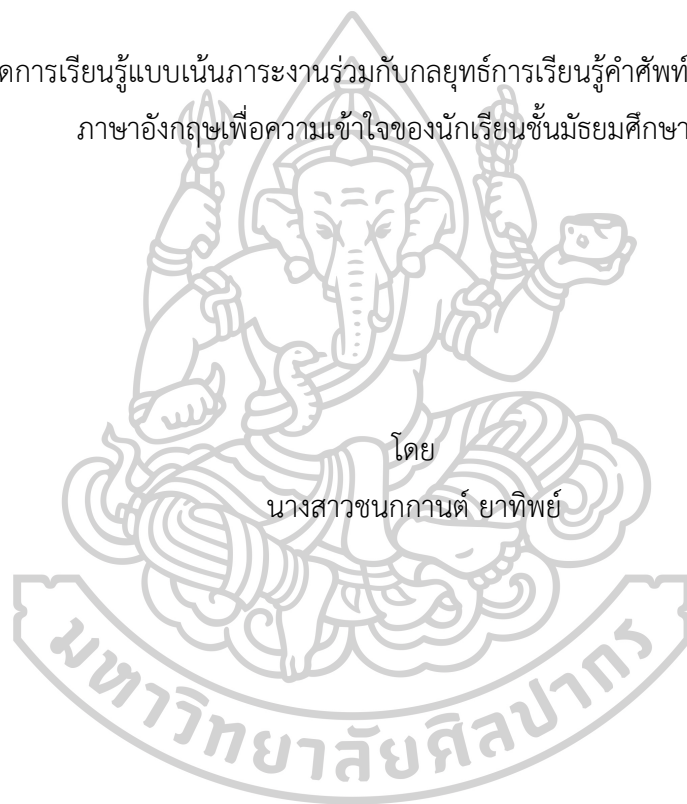 การเรียนรู้แบบเน้นภาระงานร่วมกับกลยุทธ์การเรียนรู้คำศัพท์
ภาษาอังกฤษเพื่อความเข้าใจของนักเรียนชั้นมัธยมศึกษา
โดย
นางสาวชนกกานต์ ยาทิพย์
มหาวิทยาลัยศิลปากร